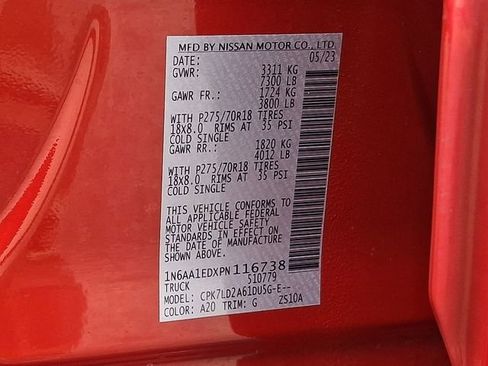 MFD BY NISSAN MOTOR CO., LTD.
DATE: 05/23
GVWR: 3311 KG
7300 LB
GAWR FR.: 1724 KG
3800 LB
WITH P275/70R18 TIRES
18x8.0 RIMS AT 35 PSI
COLD SINGLE
GAWR RR.: 1820 KG
4012 LB
WITH P275/70R18 TIRES
18x8.0 RIMS AT 35 PSI
COLD SINGLE
THIS VEHICLE CONFORMS TO
ALL APPLICABLE FEDERAL
MOTOR VEHICLE SAFETY
STANDARDS IN EFFECT ON
THE DATE OF MANUFACTURE
SHOWN ABOVE.
1N6AA1EDXPN116738
TRUCK 510779
MODEL: CPK7LD2A61DU5G-E--
COLOR: A20 TRIM: G ZS10A